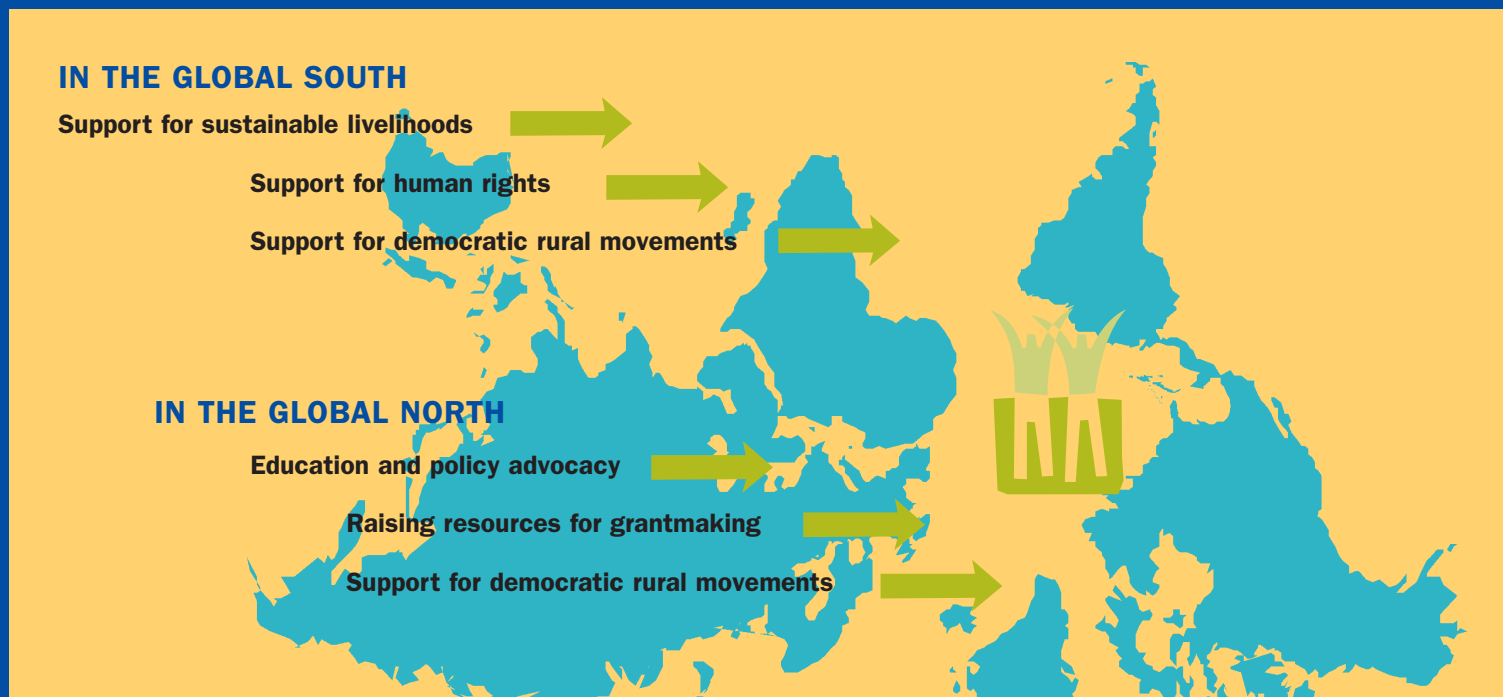 IN THE GLOBAL SOUTH
Support for sustainable livelihoods
Support for human rights
Support for democratic rural movements
IN THE GLOBAL NORTH
Education and policy advocacy
Raising resources for grantmaking
Support for democratic rural movements